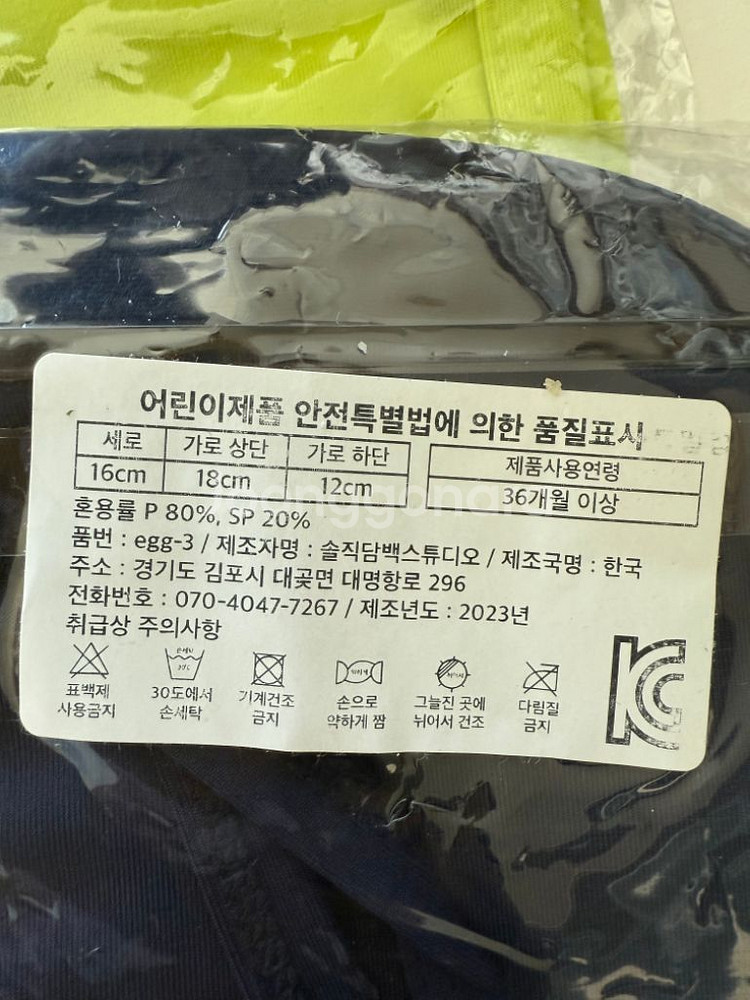 어린이제품 안전특별법에 의한 품질표시
세로 가로 상단 가로 하단
16cm 18cm 12cm
제품사용연령
36개월 이상
혼용률 P 80%, SP 20%
품번 : egg-3 / 제조자명 : 솔직담백스튜디오 / 제조국명 : 한국
주소 : 경기도 김포시 대곶면 대명항로 296
전화번호 : 070-4047-7267 / 제조년도 : 2023년
취급상 주의사항
표백제 사용금지
30도에서 손세탁
기계건조 금지
손으로 약하게 짬
그늘진 곳에 뉘어서 건조
다림질 금지
KC